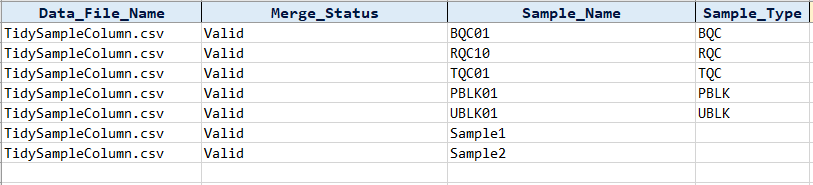 Data_File_Name Merge_Status Sample_Name Sample_Type
TidySampleColumn.csv Valid BQC01 BQC
TidySampleColumn.csv Valid RQC10 RQC
TidySampleColumn.csv Valid TQC01 TQC
TidySampleColumn.csv Valid PBLK01 PBLK
TidySampleColumn.csv Valid UBLK01 UBLK
TidySampleColumn.csv Valid Sample1
TidySampleColumn.csv Valid Sample2